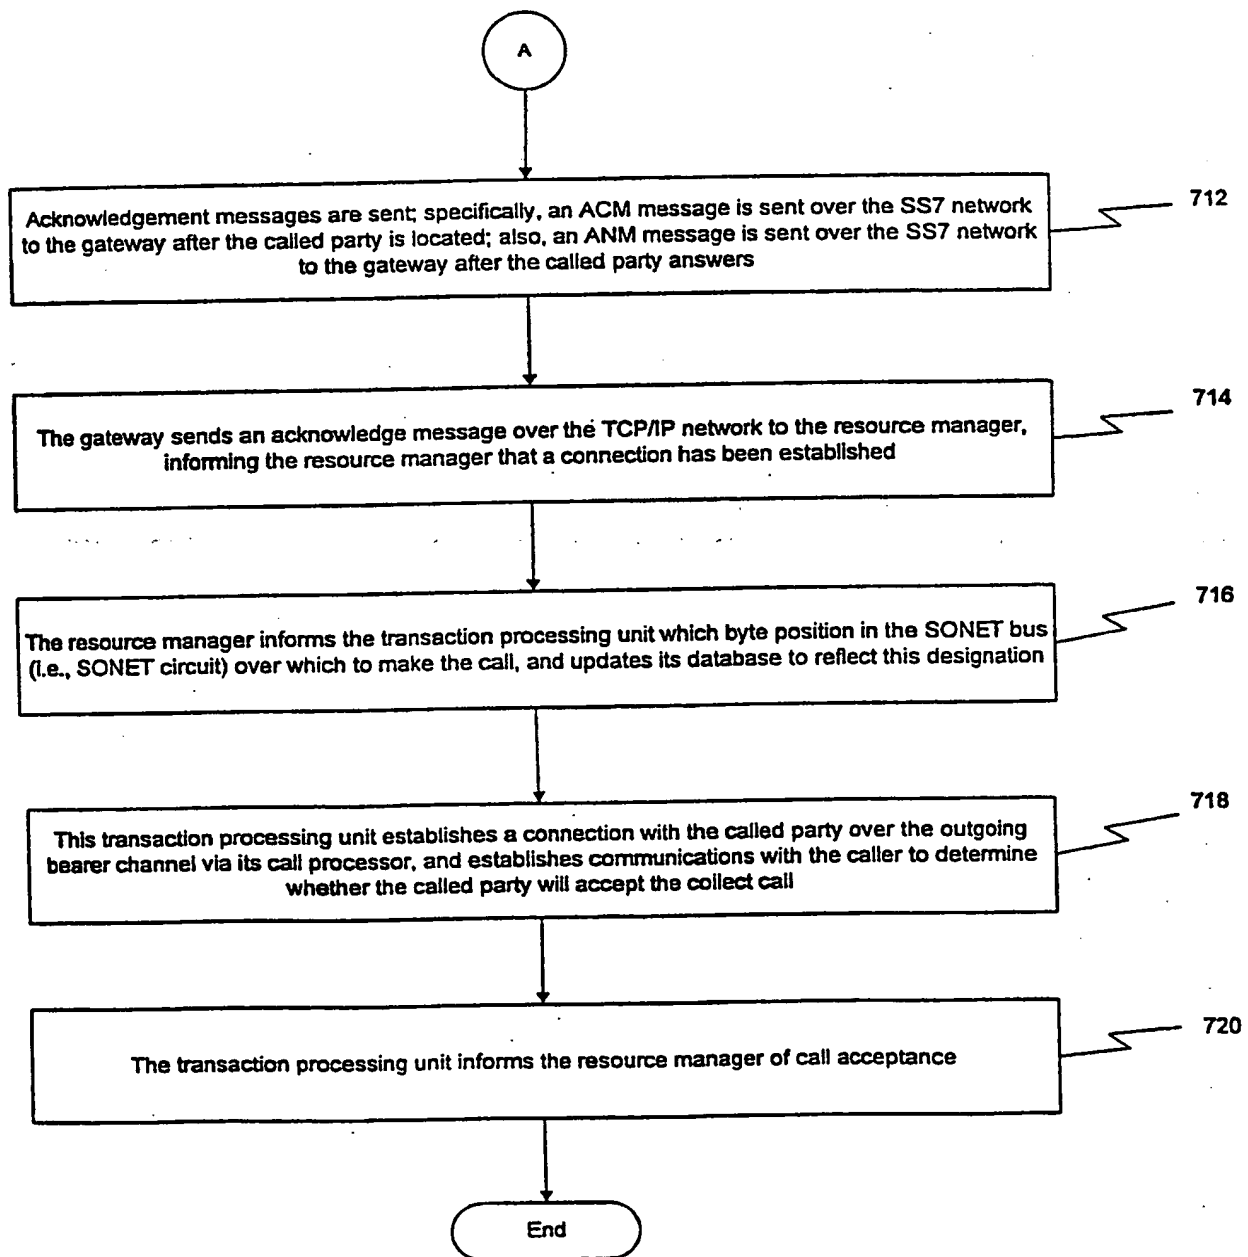 A
Acknowledgement messages are sent; specifically, an ACM message is sent over the SS7 network
to the gateway after the called party is located; also, an ANM message is sent over the SS7 network
to the gateway after the called party answers
712
The gateway sends an acknowledge message over the TCP/IP network to the resource manager,
informing the resource manager that a connection has been established
714
The resource manager informs the transaction processing unit which byte position in the SONET bus
(i.e., SONET circuit) over which to make the call, and updates its database to reflect this designation
716
This transaction processing unit establishes a connection with the called party over the outgoing
bearer channel via its call processor, and establishes communications with the caller to determine
whether the called party will accept the collect call
718
The transaction processing unit informs the resource manager of call acceptance
720
End